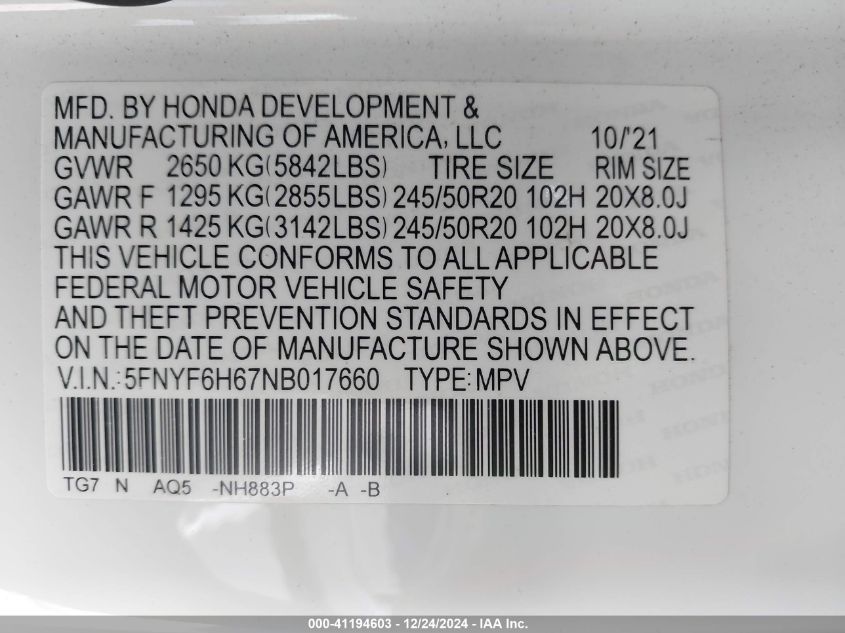 MFD. BY HONDA DEVELOPMENT &
MANUFACTURING OF AMERICA, LLC 10/'21
GVWR 2650 KG(5842LBS) TIRE SIZE RIM SIZE
GAWR F 1295 KG(2855LBS) 245/50R20 102H 20X8.0J
GAWR R 1425 KG(3142LBS) 245/50R20 102H 20X8.0J
THIS VEHICLE CONFORMS TO ALL APPLICABLE
FEDERAL MOTOR VEHICLE SAFETY
AND THEFT PREVENTION STANDARDS IN EFFECT
ON THE DATE OF MANUFACTURE SHOWN ABOVE.
V.I.N.:5FNYF6H67NB017660 TYPE:MPV
TG7 N AQ5 -NH883P -A -B
000-41194603 - 12/24/2024 - IAA Inc.